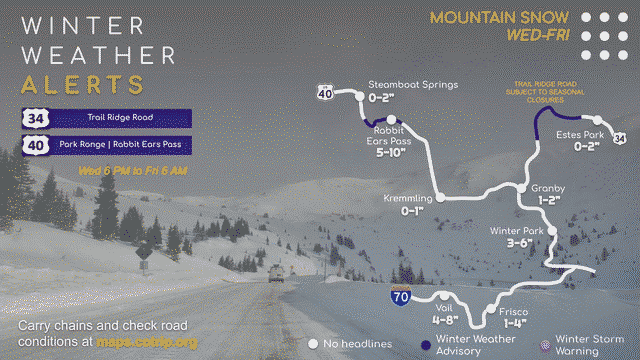 WINTER
WEATHER
ALERTS
MOUNTAIN SNOW
WED-FRI
34 Trail Ridge Road
40 Park Range | Rabbit Ears Pass
Wed 6 PM to Fri 6 AM
TRAIL RIDGE ROAD
SUBJECT TO SEASONAL
CLOSURES
40
Steamboat Springs
0-2"
Rabbit
Ears Pass
5-10"
Estes Park
0-2"
34
Kremmling
0-1"
Granby
1-2"
Winter Park
3-6"
70
Vail
4-8"
Frisco
1-4"
Carry chains and check road
conditions at maps.cotrip.org
No headlines
Winter Weather
Advisory
Winter Storm
Warning